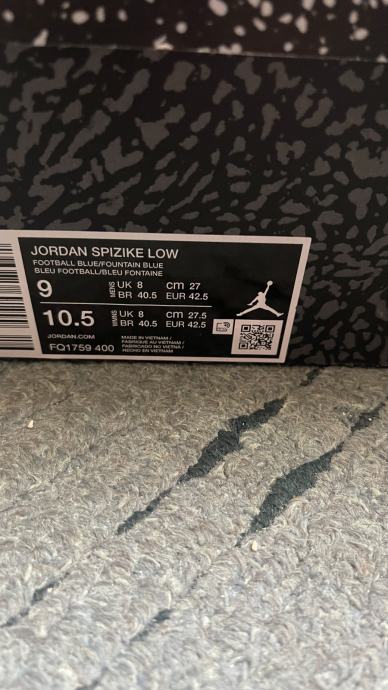 JORDAN SPIZIKE LOW
FOOTBALL BLUE/FOUNTAIN BLUE
BLEU FOOTBALL/BLEU FONTAINE
9 MENS UK 8 cm 27
BR 40.5 EUR 42.5
10.5 WMNS UK 8 cm 27.5
BR 40.5 EUR 42.5
JORDAN.COM
FQ1759 400
MADE IN VIETNAM /
FABRIQUÉ AU VIETNAM /
FABRICADO NO VIETNÃ /
HECHO EN VIETNAM